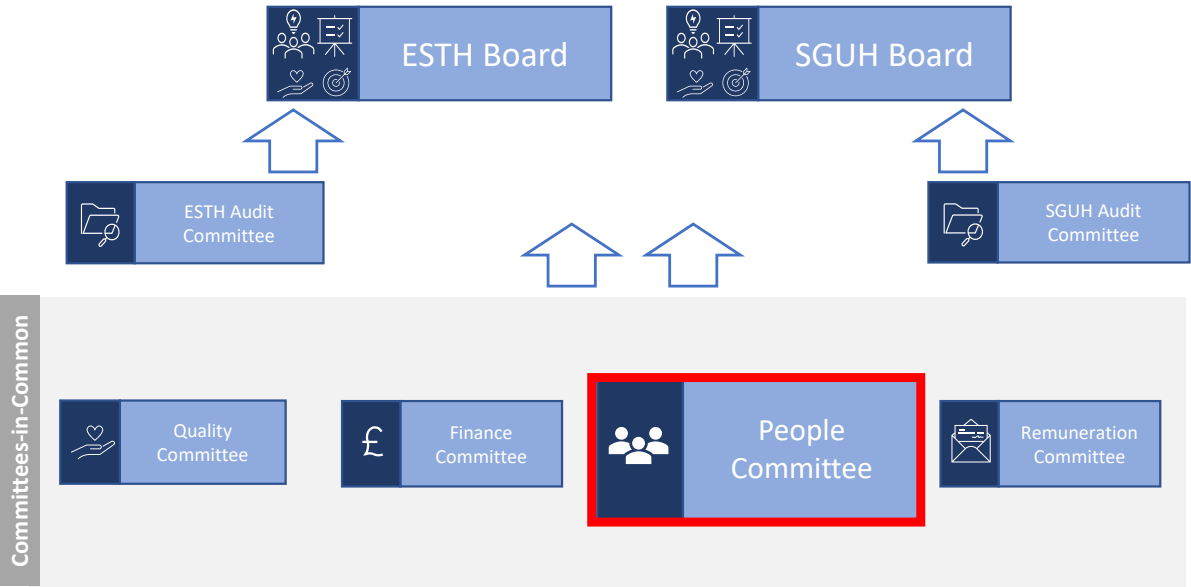 ESTH Board
SGUH Board
ESTH Audit
Committee
SGUH Audit
Committee
Committees-in-Common
Quality
Committee
£
Finance
Committee
People
Committee
Remuneration
Committee